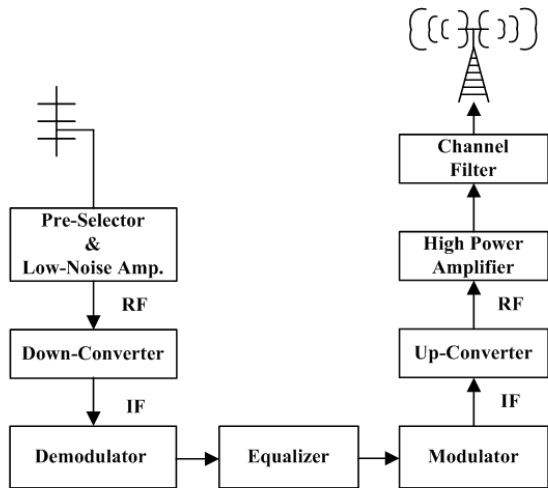 Pre-Selector
&
Low-Noise Amp.
RF
Down-Converter
IF
Demodulator
Equalizer
Modulator
IF
Up-Converter
RF
High Power
Amplifier
Channel
Filter